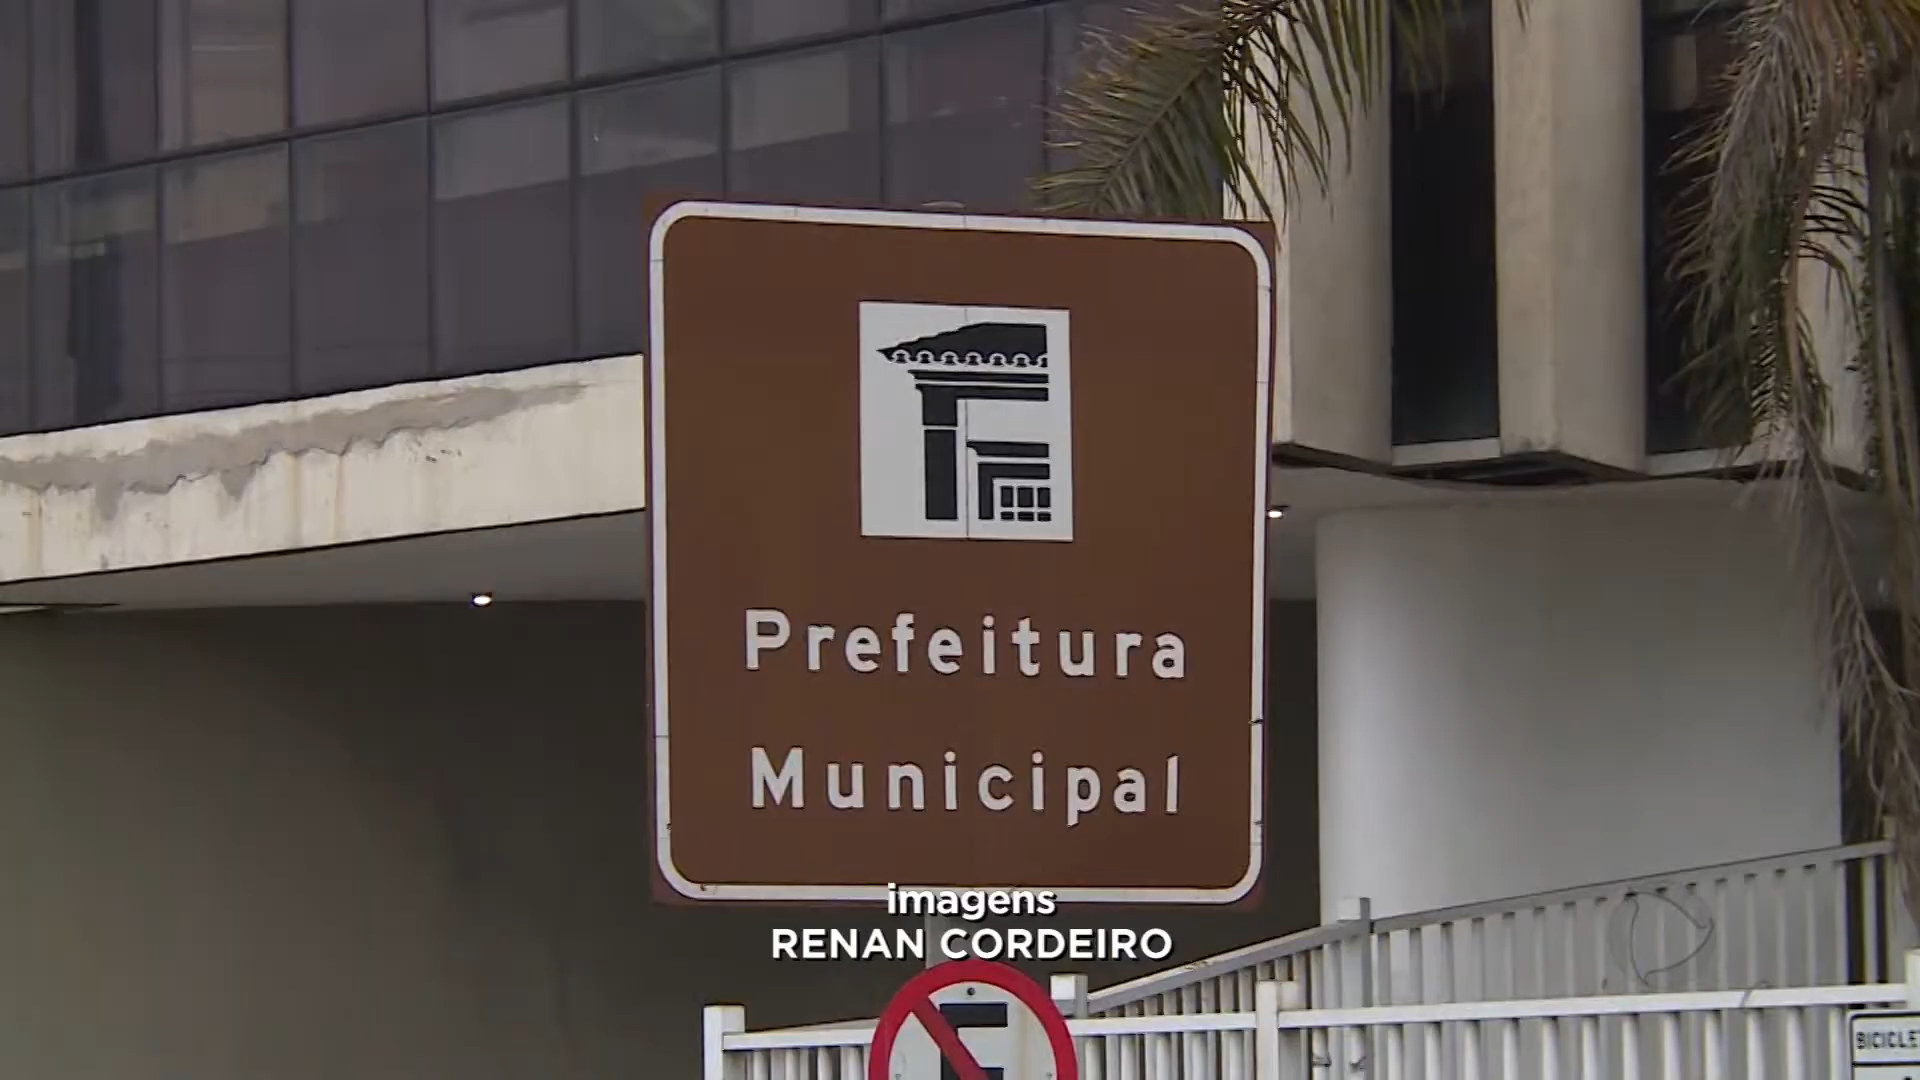 Prefeitura
Municipal
imagens
RENAN CORDEIRO
E